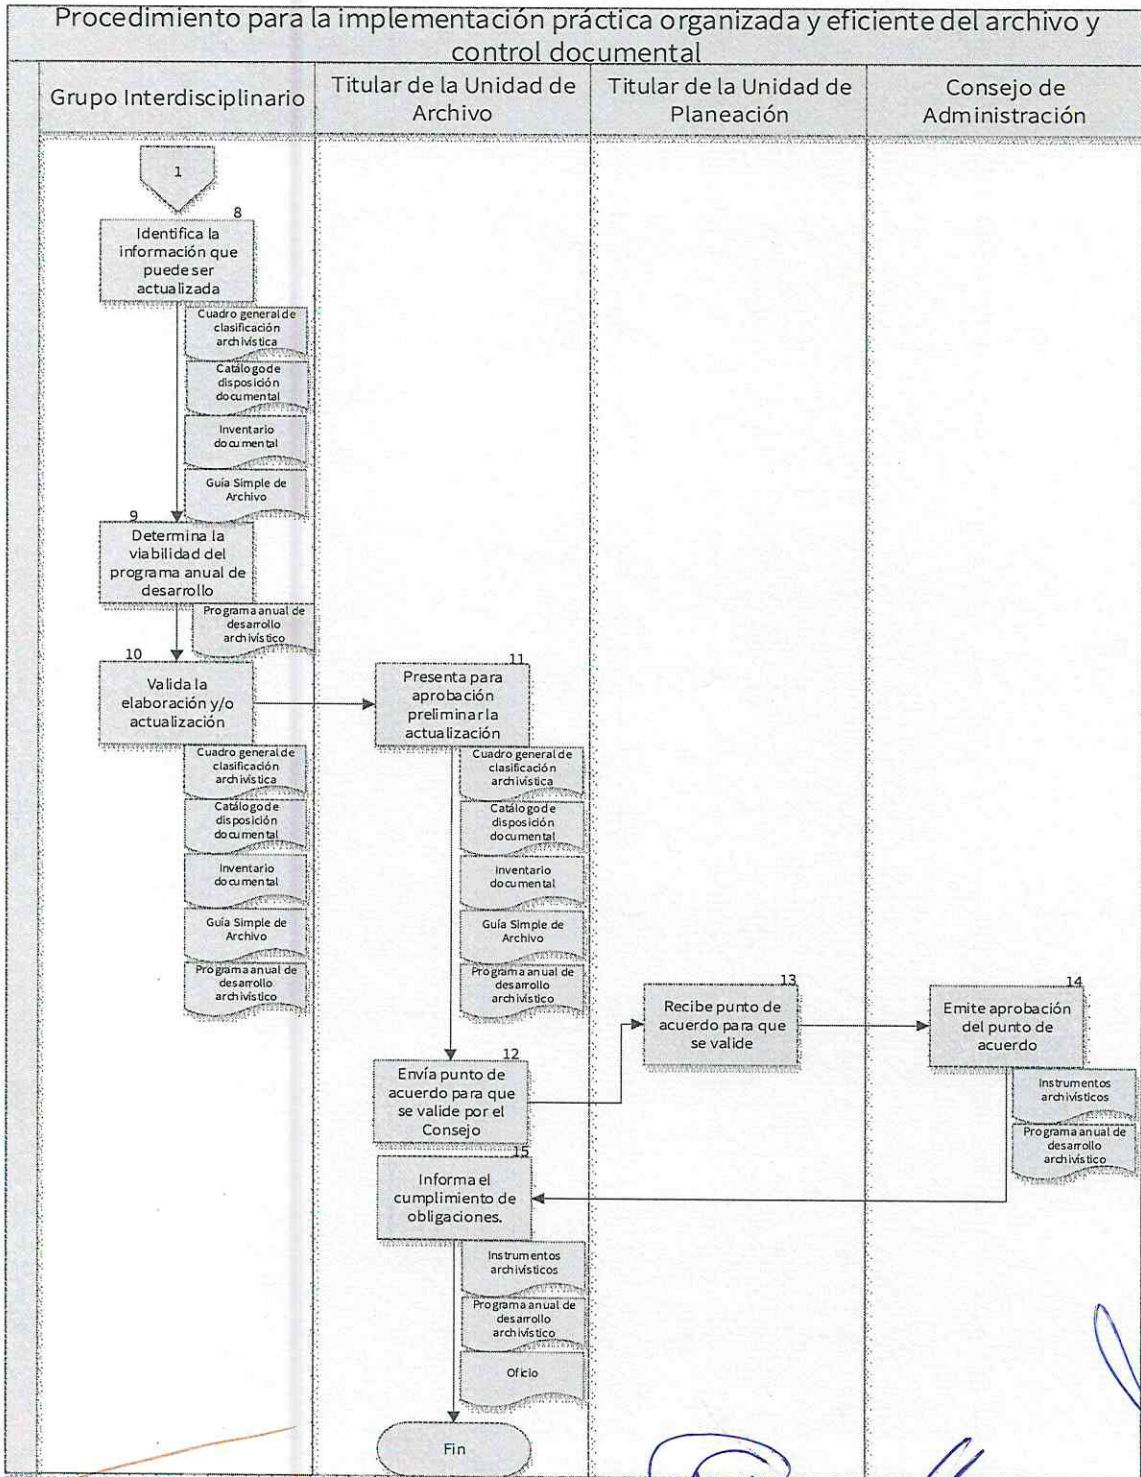 Procedimiento para la implementación práctica organizada y eficiente del archivo y
control documental
Grupo Interdisciplinario
Titular de la Unidad de
Archivo
Titular de la Unidad de
Planeación
Consejo de
Administración
1
8
Identifica la
información que
puede ser
actualizada
Cuadro general de
clasificación
archivística
Catálogo de
disposición
documental
Inventario
documental
Guía Simple de
Archivo
9
Determina la
viabilidad del
programa anual de
desarrollo
Programa anual de
desarrollo
archivístico
10
Valida la
elaboración y/o
actualización
Cuadro general de
clasificación
archivística
Catálogo de
disposición
documental
Inventario
documental
Guía Simple de
Archivo
Programa anual de
desarrollo
archivístico
11
Presenta para
aprobación
preliminar la
actualización
Cuadro general de
clasificación
archivística
Catálogo de
disposición
documental
Inventario
documental
Guía Simple de
Archivo
Programa anual de
desarrollo
archivístico
12
Envía punto de
acuerdo para que
se valide por el
Consejo
13
Recibe punto de
acuerdo para que
se valide
14
Emite aprobación
del punto de
acuerdo
Instrumentos
archivísticos
Programa anual de
desarrollo
archivístico
15
Informa el
cumplimiento de
obligaciones.
Instrumentos
archivísticos
Programa anual de
desarrollo
archivístico
Oficio
Fin